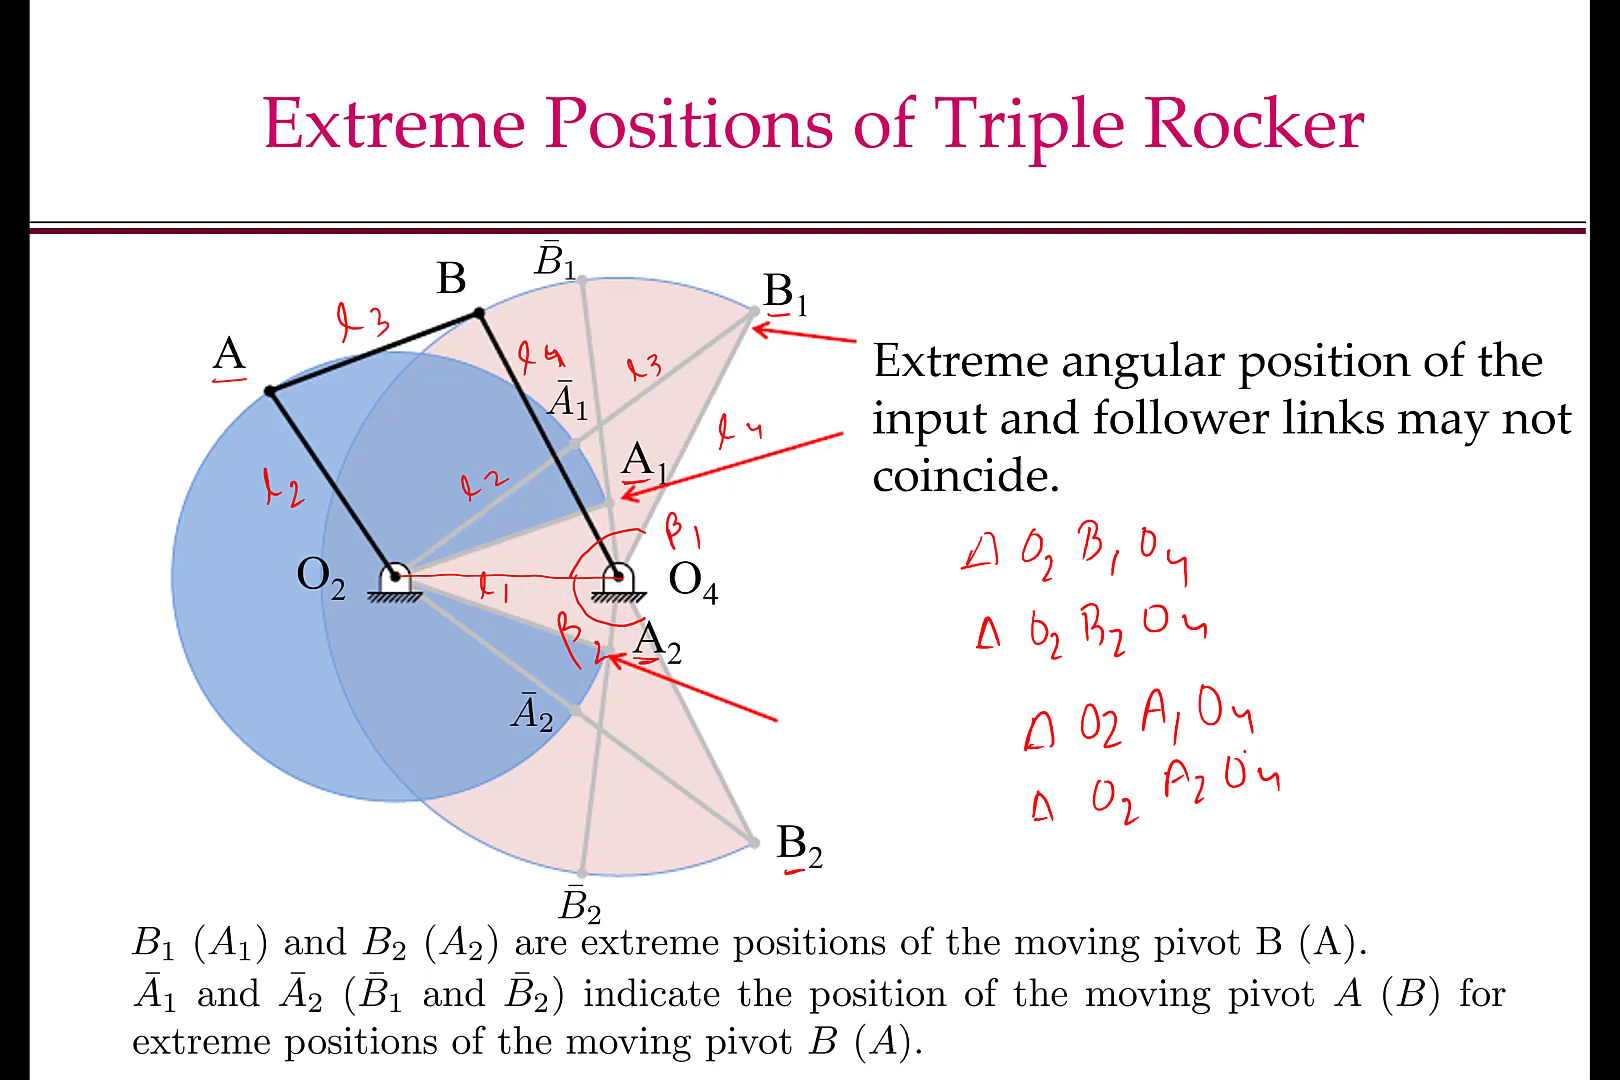 Extreme Positions of Triple Rocker
B̄₁
B
B₁
l₃
A
l₄
l₃
Ā₁
l₄
A₁
l₂
l₂
β₁
O₂
l₁
O₄
β₂
A₂
Ā₂
B₂
B̄₂
Extreme angular position of the
input and follower links may not
coincide.
Δ O₂ B₁ O₄
Δ O₂ B₂ O₄
Δ O₂ A₁ O₄
Δ O₂ A₂ O₄
B₁ (A₁) and B₂ (A₂) are extreme positions of the moving pivot B (A).
Ā₁ and Ā₂ (B̄₁ and B̄₂) indicate the position of the moving pivot A (B) for
extreme positions of the moving pivot B (A).